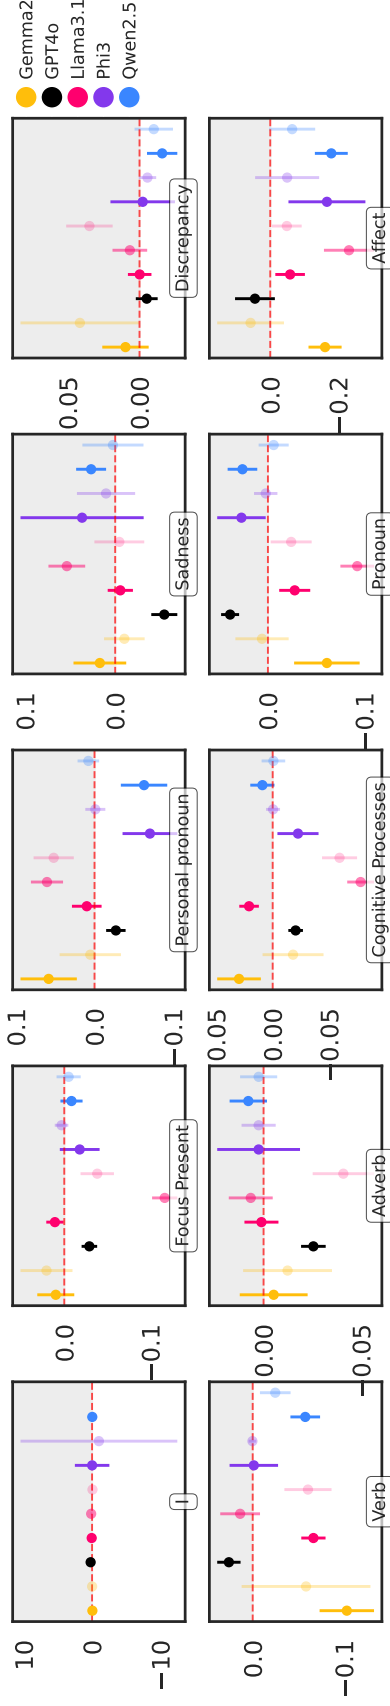 10
0
−10
I
0.0
−0.1
Focus Present
0.1
0.0
−0.1
Personal pronoun
0.1
0.0
Sadness
0.05
0.00
Discrepancy
Gemma2
GPT4o
Llama3.1
Phi3
Qwen2.5
0.0
−0.1
Verb
0.00
−0.05
Adverb
0.05
0.00
−0.05
Cognitive Processes
0.0
−0.1
Pronoun
0.0
−0.2
Affect